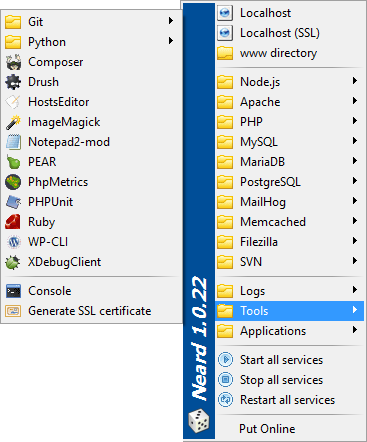 Git
Python
Composer
Drush
HostsEditor
ImageMagick
Notepad2-mod
PEAR
PhpMetrics
PHPUnit
Ruby
WP-CLI
XDebugClient
Console
Generate SSL certificate
Neard 1.0.22
Localhost
Localhost (SSL)
www directory
Node.js
Apache
PHP
MySQL
MariaDB
PostgreSQL
MailHog
Memcached
Filezilla
SVN
Logs
Tools
Applications
Start all services
Stop all services
Restart all services
Put Online